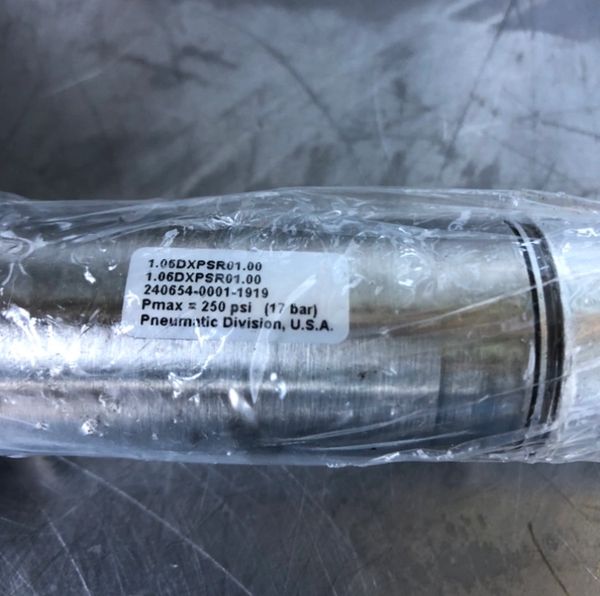 1.06DXPSR01.00
1.06DXPSR01.00
240654-0001-1919
Pmax = 250 psi (17 bar)
Pneumatic Division, U.S.A.